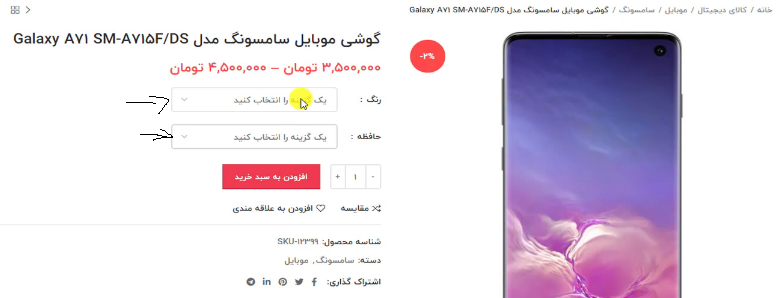 خانه / کالای دیجیتال / موبایل / سامسونگ / گوشی موبایل سامسونگ مدل Galaxy A71 SM-A715F/DS
-2%
گوشی موبایل سامسونگ مدل Galaxy A71 SM-A715F/DS
۳,۵۰۰,۰۰۰ تومان – ۴,۵۰۰,۰۰۰ تومان
رنگ :
یک گزینه را انتخاب کنید
حافظه :
یک گزینه را انتخاب کنید
- ۱ +
افزودن به سبد خرید
مقایسه
افزودن به علاقه مندی
شناسه محصول: SKU-12399
دسته: سامسونگ, موبایل
اشتراک گذاری: